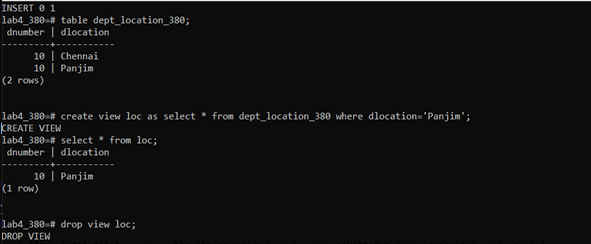 INSERT 0 1
lab4_380=# table dept_location_380;
 dnumber | dlocation
---------+-----------
      10 | Chennai
      10 | Panjim
(2 rows)
lab4_380=# create view loc as select * from dept_location_380 where dlocation='Panjim';
CREATE VIEW
lab4_380=# select * from loc;
 dnumber | dlocation
---------+-----------
      10 | Panjim
(1 row)
lab4_380=# drop view loc;
DROP VIEW